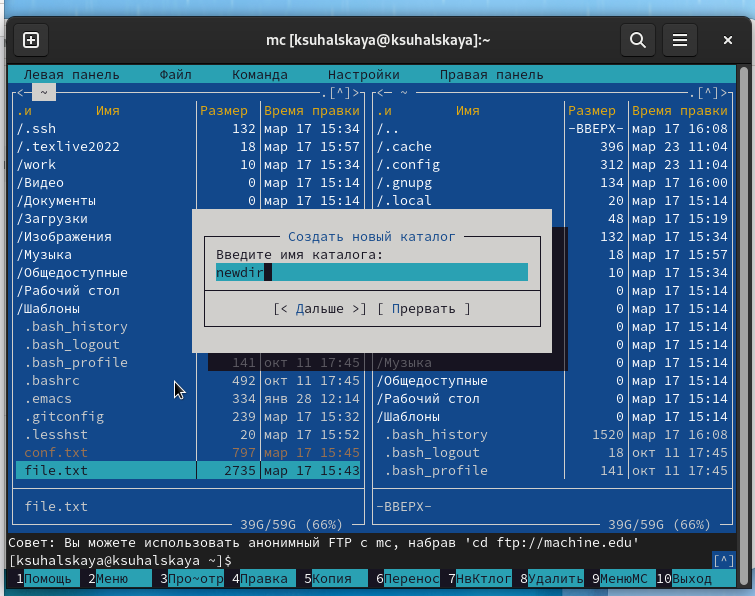 mc [ksuhalskaya@ksuhalskaya]:~
Левая панель Файл Команда Настройки Правая панель
<- ~ .[^]> <- ~ .[^]>
.и Имя Размер Время правки .и Имя Размер Время правки
/.ssh 132 мар 17 15:34 /.. -ВВЕРХ- мар 17 16:08
/.texlive2022 18 мар 17 15:57 /.cache 396 мар 23 11:04
/work 10 мар 17 15:34 /.config 312 мар 23 11:04
/Видео 0 мар 17 15:14 /.gnupg 134 мар 17 16:00
/Документы 0 мар 17 15:14 /.local 20 мар 17 15:14
/Загрузки 48 мар 17 15:19
/Изображения Создать новый каталог 132 мар 17 15:34
/Музыка Введите имя каталога: 18 мар 17 15:57
/Общедоступные newdir 10 мар 17 15:34
/Рабочий стол 0 мар 17 15:14
/Шаблоны [< Дальше >] [ Прервать ] 0 мар 17 15:14
.bash_history 0 мар 17 15:14
.bash_logout 0 мар 17 15:14
.bash_profile 141 окт 11 17:45 /Музыка 0 мар 17 15:14
.bashrc 492 окт 11 17:45 /Общедоступные 0 мар 17 15:14
.emacs 334 янв 28 12:14 /Рабочий стол 0 мар 17 15:14
.gitconfig 239 мар 17 15:32 /Шаблоны 0 мар 17 15:14
.lesshst 20 мар 17 15:52 .bash_history 1520 мар 17 16:08
conf.txt 797 мар 17 15:45 .bash_logout 18 окт 11 17:45
file.txt 2735 мар 17 15:43 .bash_profile 141 окт 11 17:45
file.txt -ВВЕРХ-
39G/59G (66%) 39G/59G (66%)
Совет: Вы можете использовать анонимный FTP с mc, набрав 'cd ftp://machine.edu'
[ksuhalskaya@ksuhalskaya ~]$ [^]
1Помощь 2Меню 3Про~отр 4Правка 5Копия 6Перенос 7НвКтлог 8Удалить 9МенюMC 10Выход